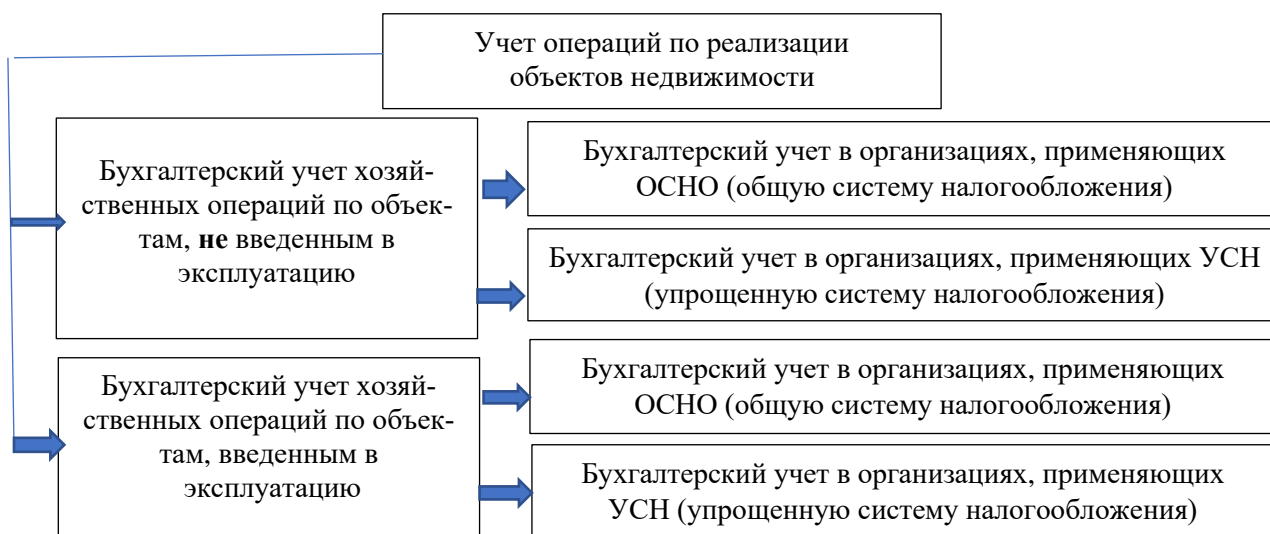 Учет операций по реализации
объектов недвижимости
Бухгалтерский учет хозяй-
ственных операций по объек-
там, не введенным в
эксплуатацию
Бухгалтерский учет в организациях, применяющих
ОСНО (общую систему налогообложения)
Бухгалтерский учет в организациях, применяющих УСН
(упрощенную систему налогообложения)
Бухгалтерский учет хозяй-
ственных операций по объек-
там, введенным в
эксплуатацию
Бухгалтерский учет в организациях, применяющих
ОСНО (общую систему налогообложения)
Бухгалтерский учет в организациях, применяющих
УСН (упрощенную систему налогообложения)